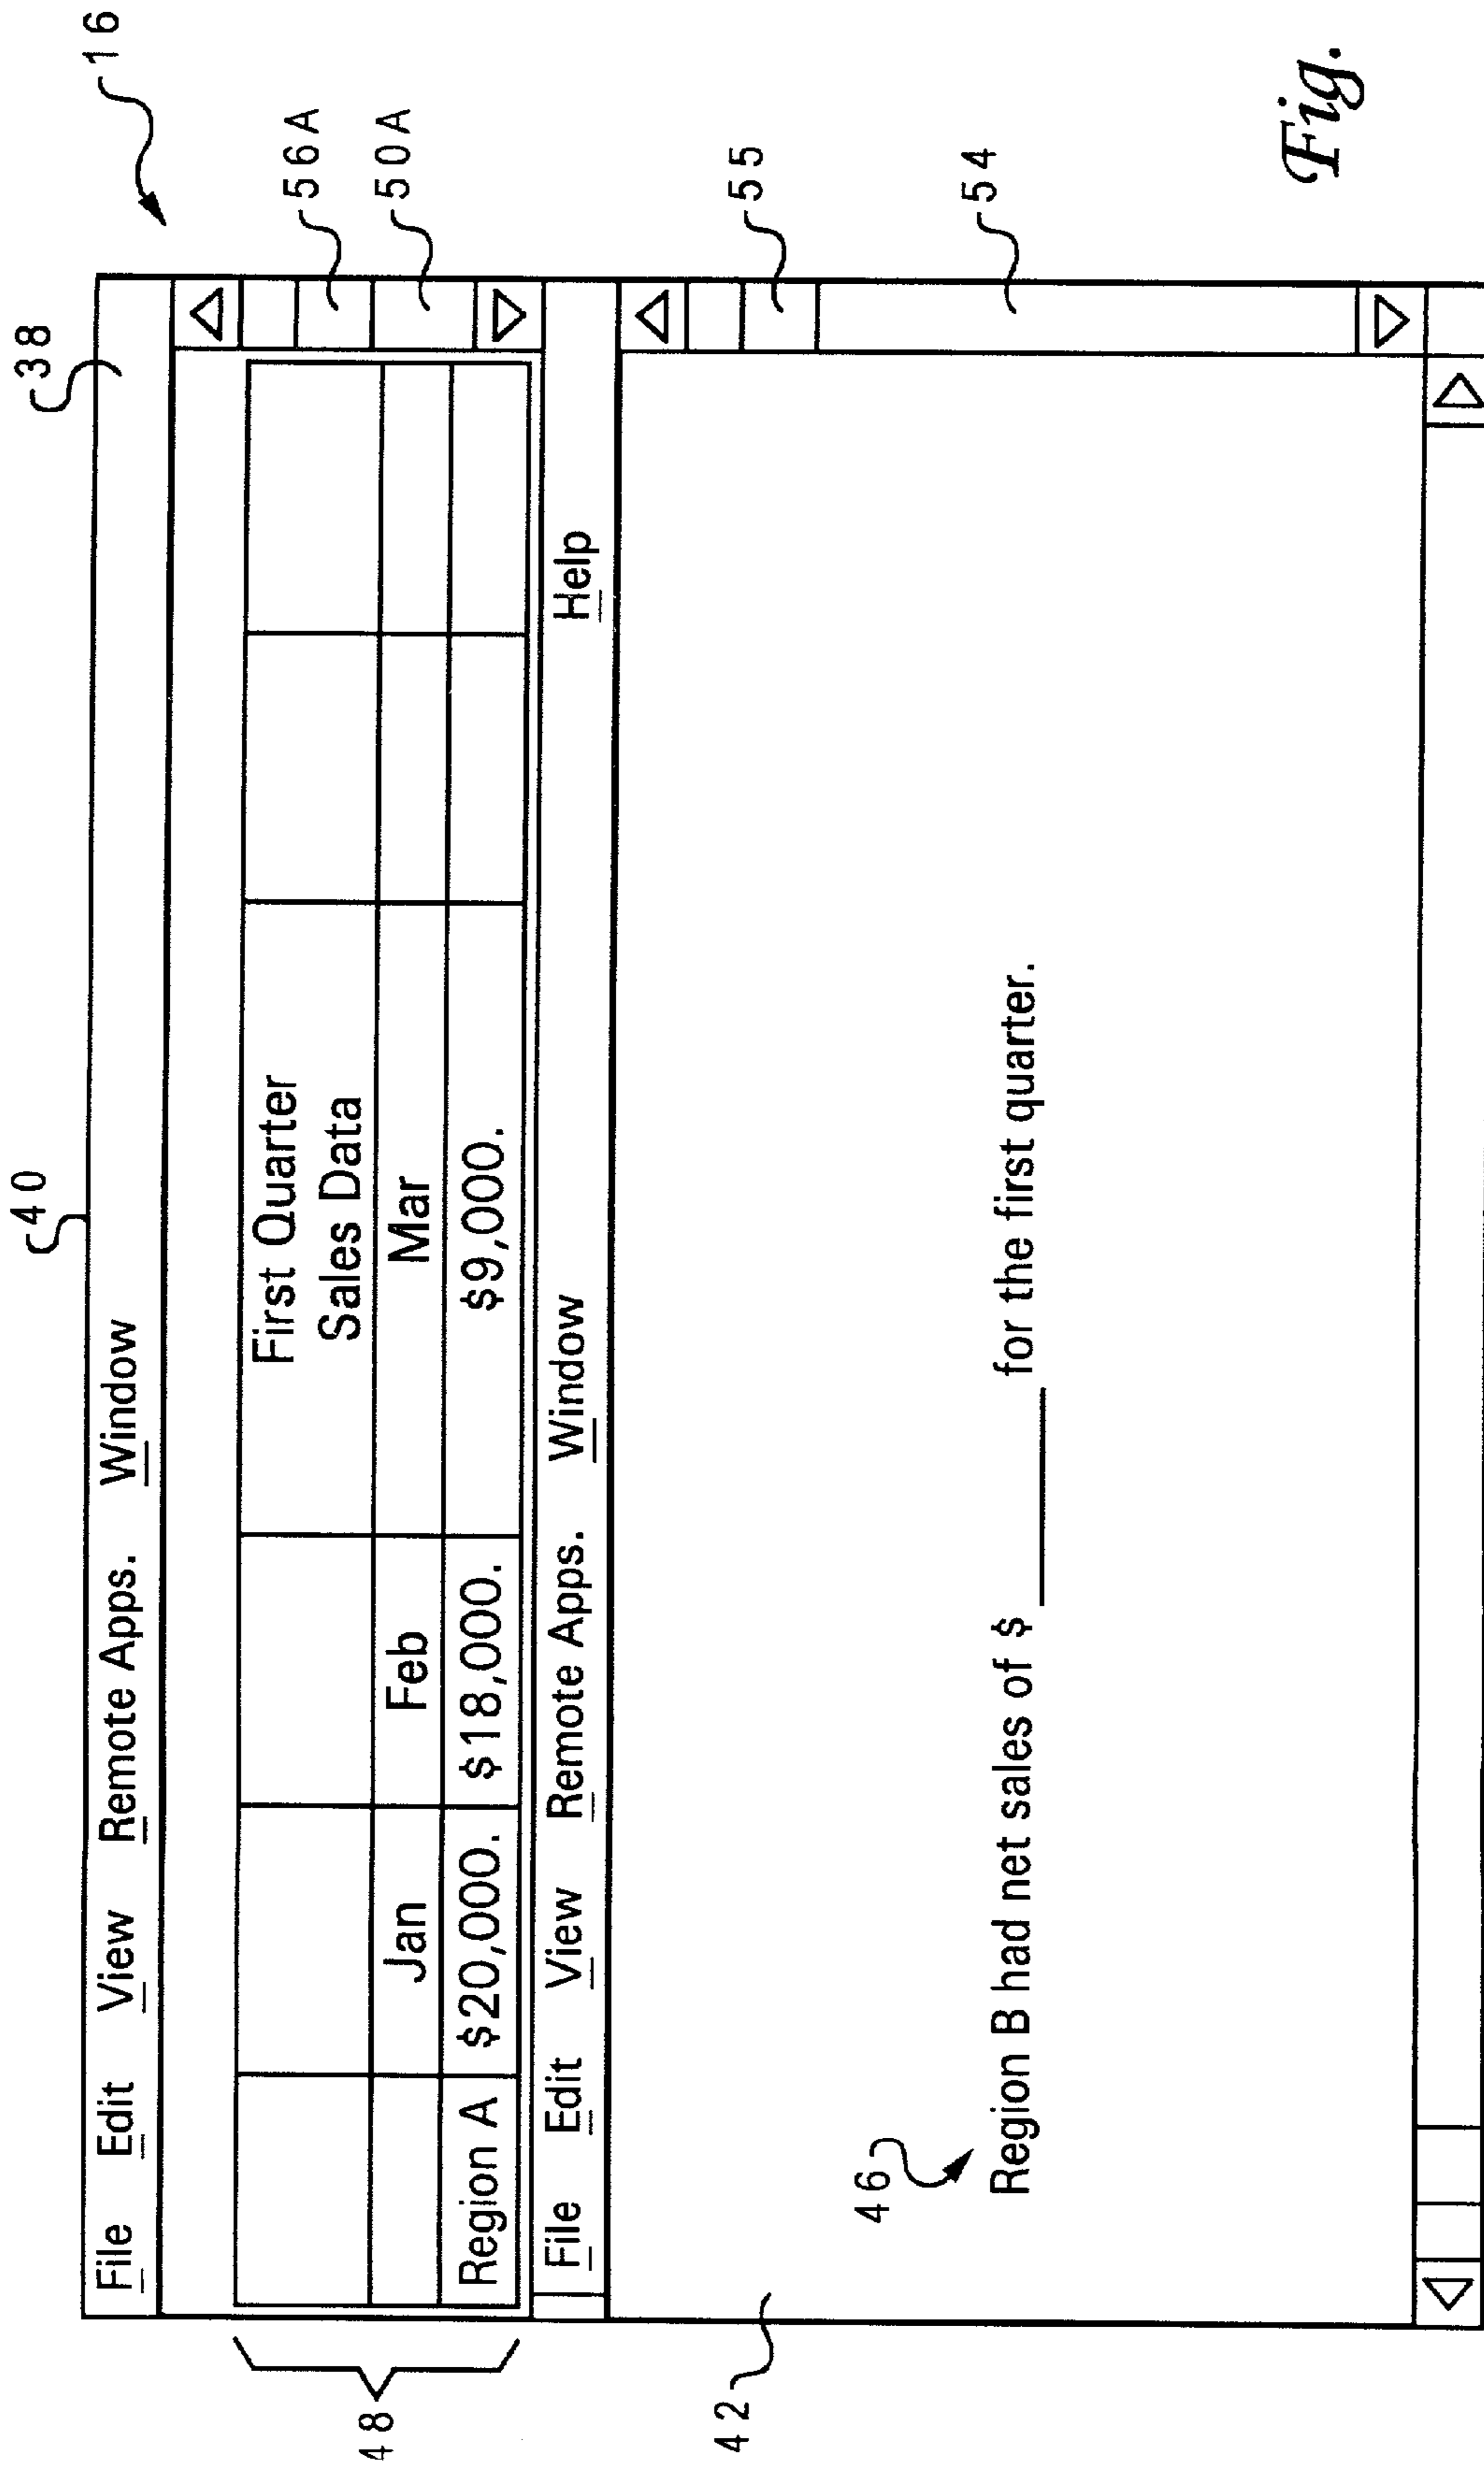 16
40
38
File Edit View Remote Apps. Window
First Quarter
Sales Data
56A
Jan Feb Mar
50A
48
Region A $20,000. $18,000. $9,000.
File Edit View Remote Apps. Window Help
42
55
46
54
Region B had net sales of $ ________ for the first quarter.
Fig.